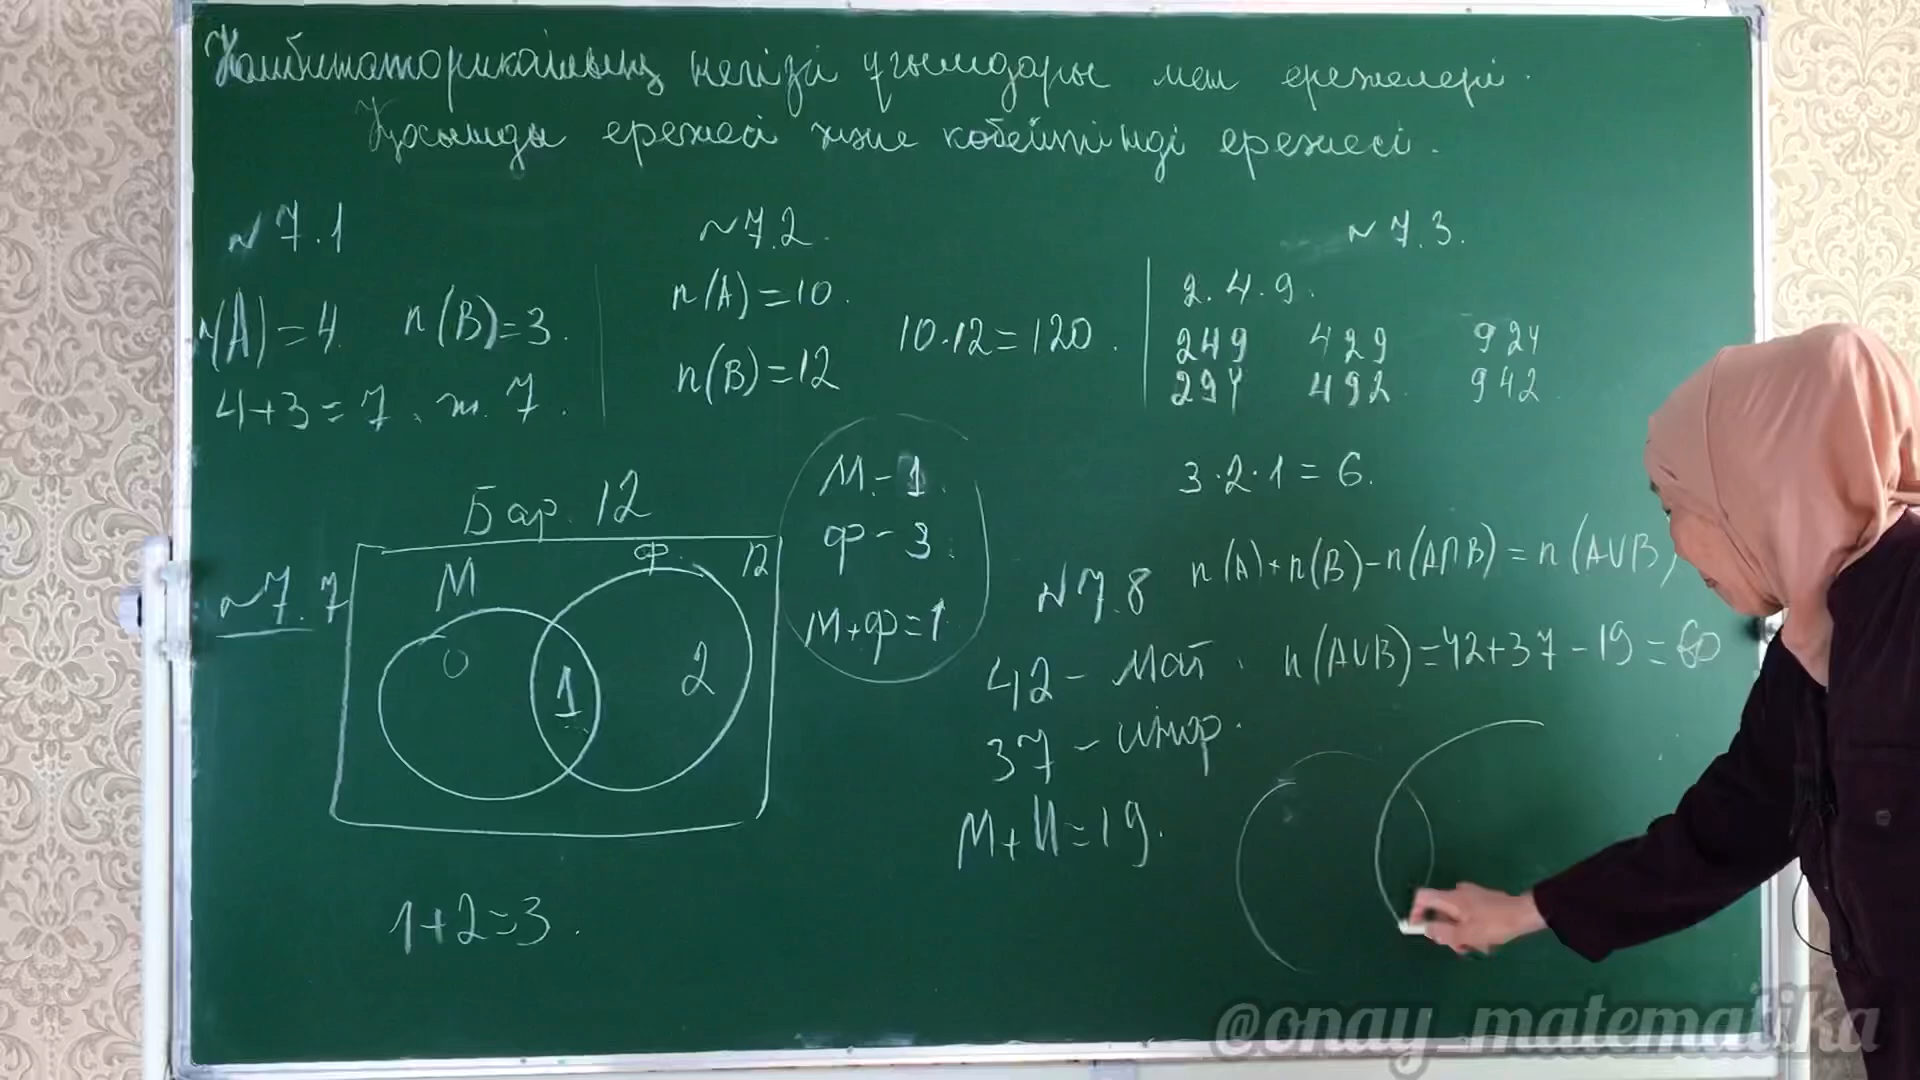 Комбинаториканың негізгі ұғымдары мен ережелері.
Қосынды ережесі және көбейтінді ережесі.
№7.1
n(A)=4 n(B)=3.
4+3=7. ж. 7.
№7.2.
n(A)=10.
n(B)=12
10·12=120.
№7.3.
2.4.9.
249 429 924
294 492. 942.
3·2·1=6.
№7.7
Бар. 12
М Ф. 12
0 1 2
М.-1.
Ф-3.
М+Ф=1
1+2=3.
№7.8
n(A)+n(B)-n(A∩B)=n(A∪B)
42-Мат. n(A∪B)=42+37-19=60
37-Инфр.
М+И=19.
@onay_matematika